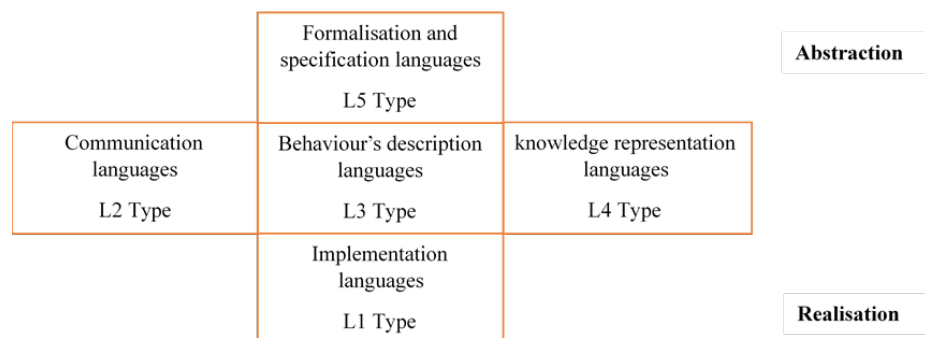 Formalisation and
specification languages
L5 Type
Abstraction
Communication
languages
L2 Type
Behaviour's description
languages
L3 Type
knowledge representation
languages
L4 Type
Implementation
languages
L1 Type
Realisation